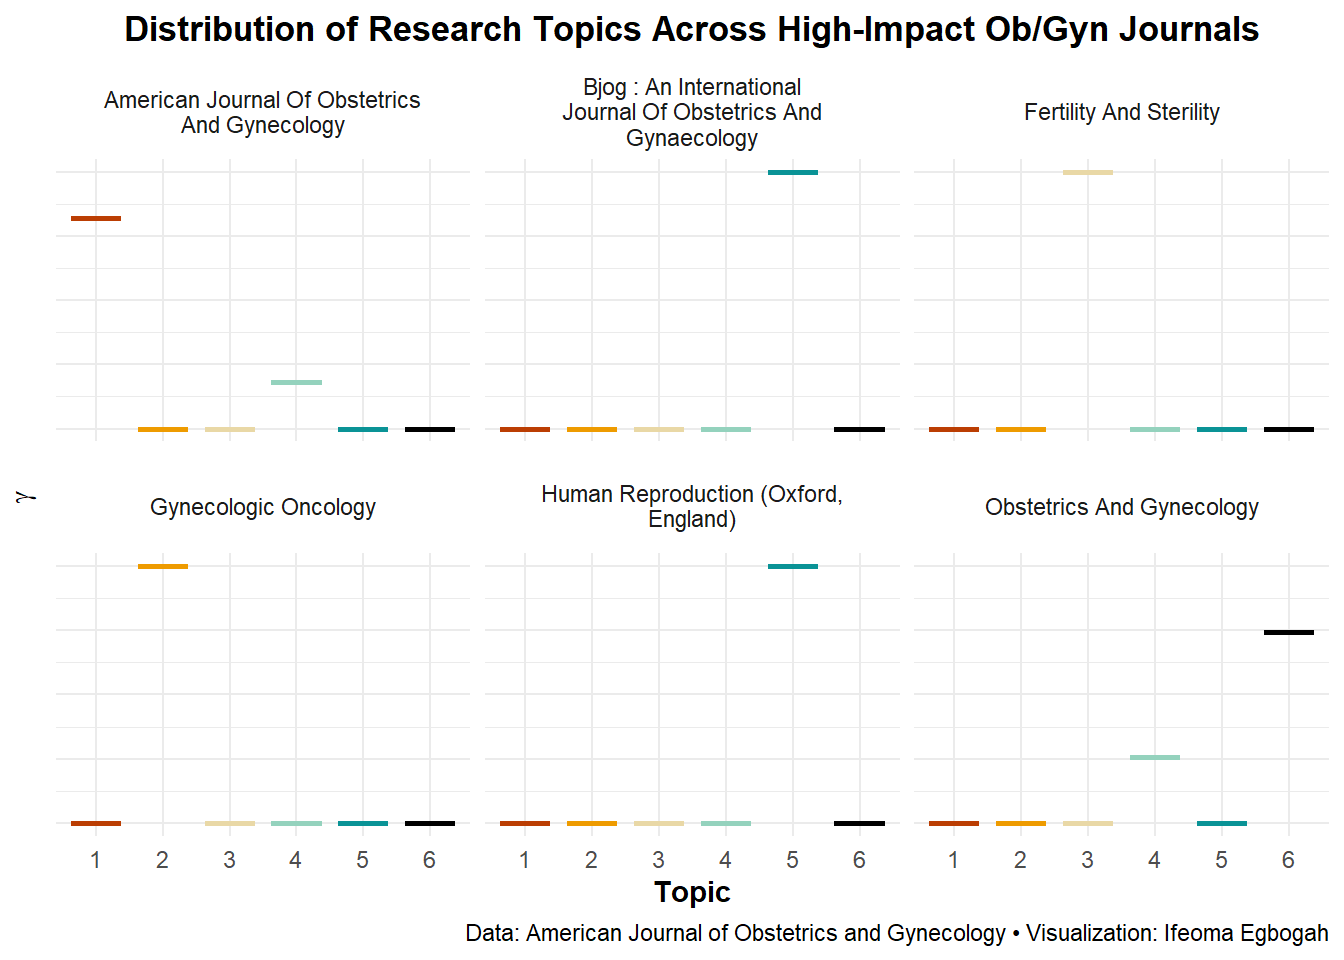 Distribution of Research Topics Across High-Impact Ob/Gyn Journals
American Journal Of Obstetrics
And Gynecology
Bjog : An International
Journal Of Obstetrics And
Gynaecology
Fertility And Sterility
γ
Gynecologic Oncology
Human Reproduction (Oxford,
England)
Obstetrics And Gynecology
1 2 3 4 5 6
1 2 3 4 5 6
1 2 3 4 5 6
Topic
Data: American Journal of Obstetrics and Gynecology • Visualization: Ifeoma Egbogah